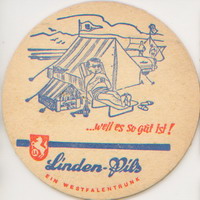 ...weil es so gut ist!
Linden-Pils
EIN WESTFALENTRUNK